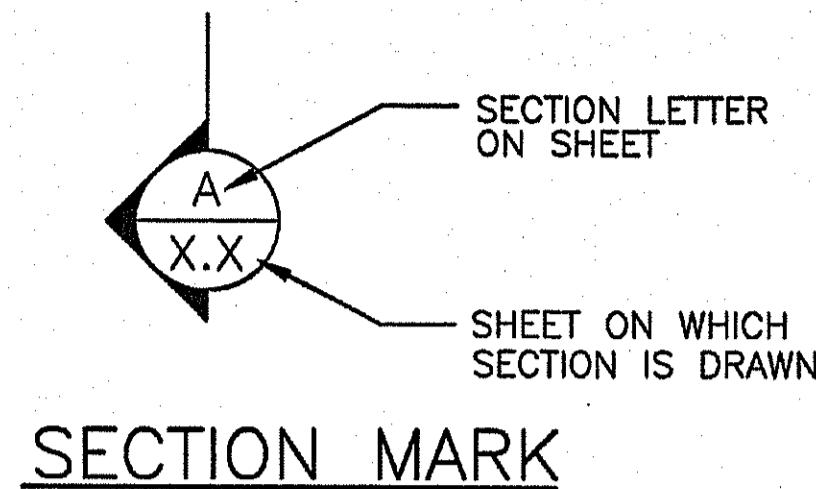 SECTION LETTER
ON SHEET
A
X.X
SHEET ON WHICH
SECTION IS DRAWN
SECTION MARK